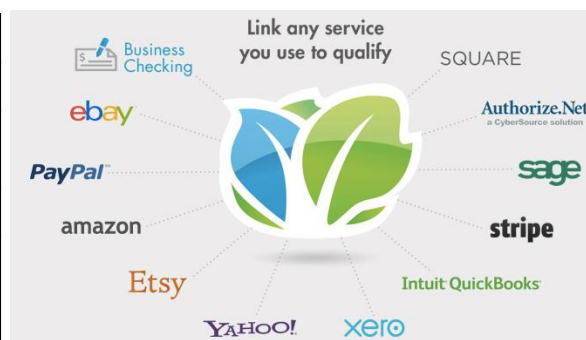 Link any service
you use to qualify
Business
Checking
SQUARE
ebay
Authorize.Net
a CyberSource solution
PayPal™
sage
amazon
stripe
Etsy
Intuit QuickBooks
YAHOO!
xero